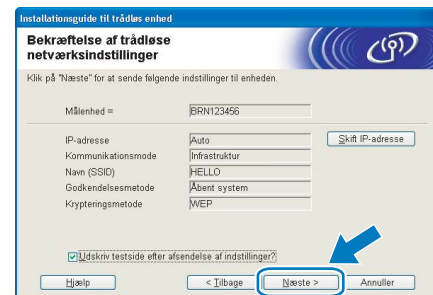 Installationsguide til trådløs enhed
Bekræftelse af trådløse
netværksindstillinger
Klik på "Næste" for at sende følgende indstillinger til enheden.
Målenhed = BRN123456
IP-adresse Auto Skift IP-adresse
Kommunikationsmode Infrastruktur
Navn (SSID) HELLO
Godkendelsesmetode Åbent system
Krypteringsmetode WEP
Udskriv testside efter afsendelse af indstillinger?
Hjælp < Tilbage Næste > Annuller